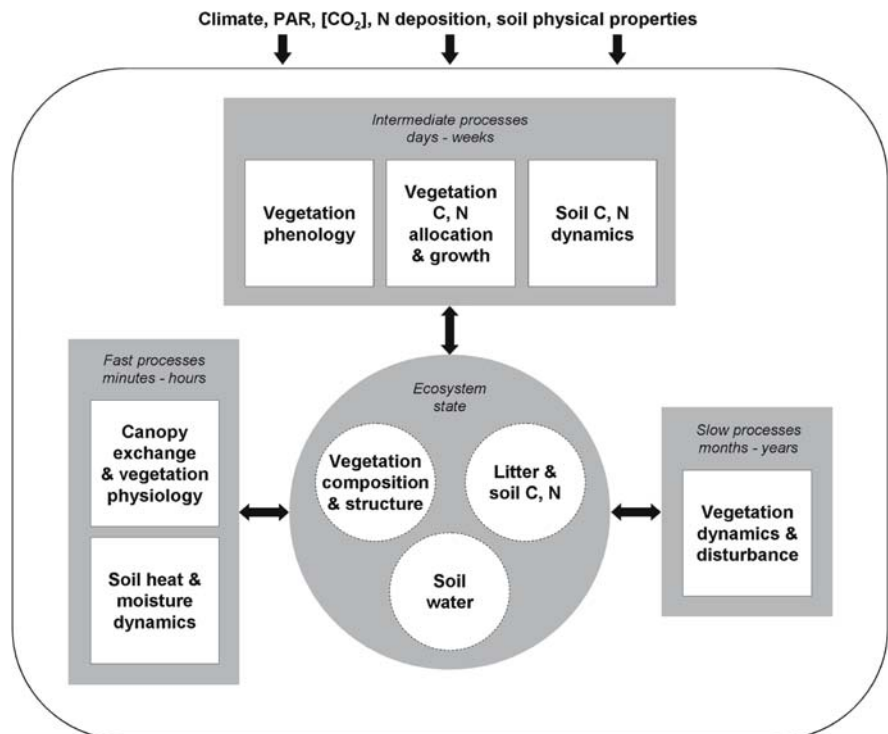 Climate, PAR, [CO₂], N deposition, soil physical properties
Intermediate processes
days - weeks
Vegetation
phenology
Vegetation
C, N
allocation
& growth
Soil C, N
dynamics
Fast processes
minutes - hours
Canopy
exchange
& vegetation
physiology
Soil heat &
moisture
dynamics
Ecosystem
state
Vegetation
composition
& structure
Litter &
soil C, N
Soil
water
Slow processes
months - years
Vegetation
dynamics &
disturbance